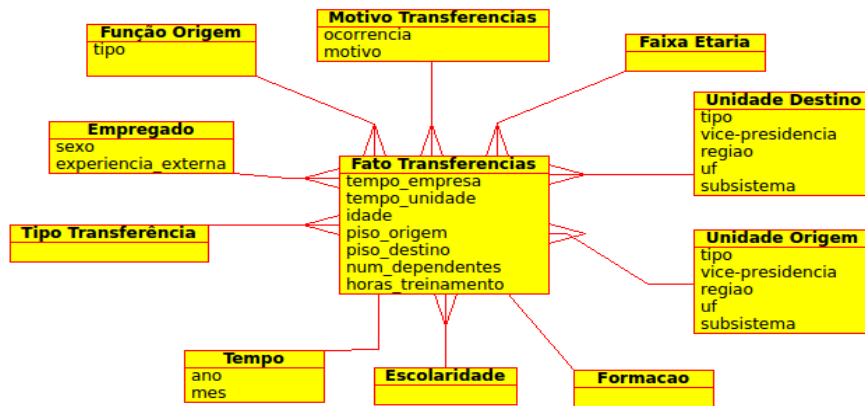 Motivo Transferencias
ocorrencia
motivo
Função Origem
tipo
Faixa Etaria
Unidade Destino
tipo
vice-presidencia
regiao
uf
subsistema
Empregado
sexo
experiencia_externa
Fato Transferencias
tempo_empresa
tempo_unidade
idade
piso_origem
piso_destino
num_dependentes
horas_treinamento
Tipo Transferência
Unidade Origem
tipo
vice-presidencia
regiao
uf
subsistema
Tempo
ano
mes
Escolaridade
Formacao